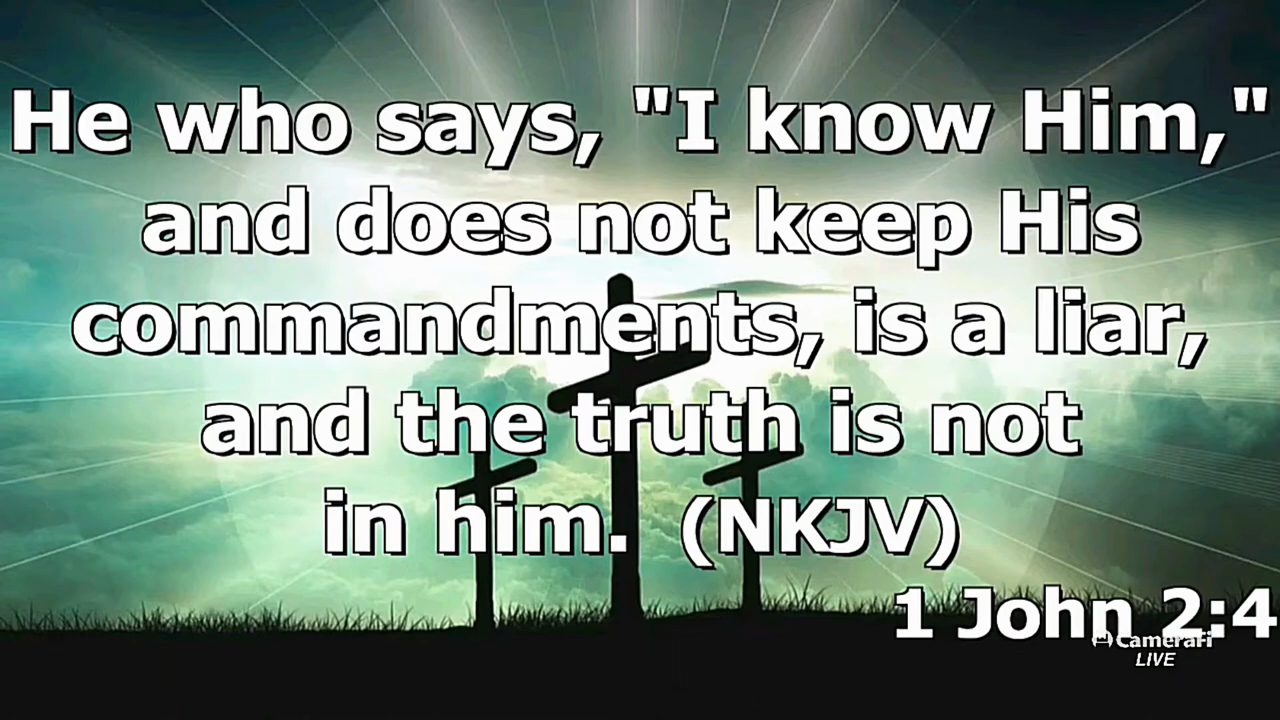 He who says, "I know Him,"
and does not keep His
commandments, is a liar,
and the truth is not
in him. (NKJV)
1 John 2:4
CameraFi
LIVE